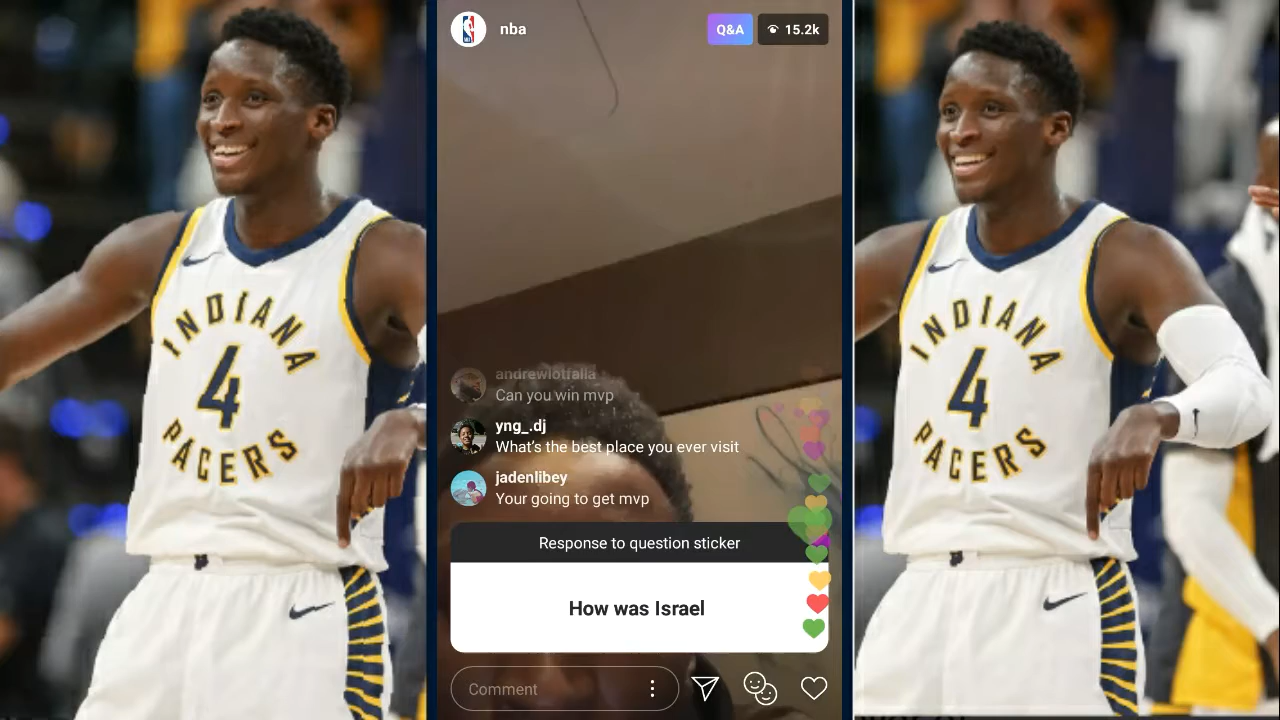 INDIANA
4
PACERS
nba
Q&A
15.2k
andrewlotfalia
Can you win mvp
yng_.dj
What's the best place you ever visit
jadenlibey
Your going to get mvp
Response to question sticker
How was Israel
Comment
INDIANA
4
PACERS